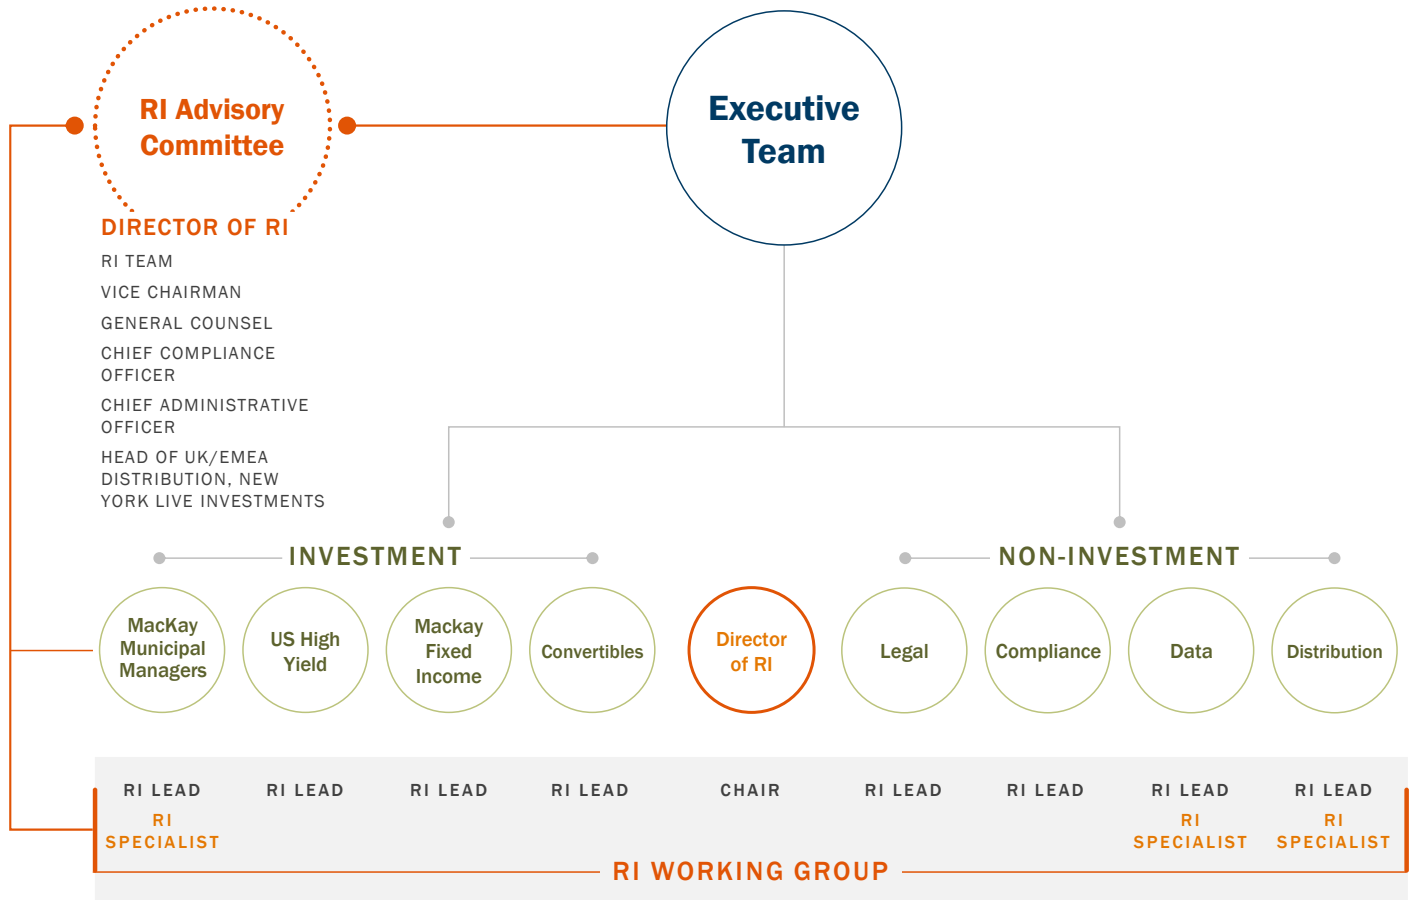 RI Advisory
Committee
Executive
Team
DIRECTOR OF RI
RI TEAM
VICE CHAIRMAN
GENERAL COUNSEL
CHIEF COMPLIANCE
OFFICER
CHIEF ADMINISTRATIVE
OFFICER
HEAD OF UK/EMEA
DISTRIBUTION, NEW
YORK LIVE INVESTMENTS
INVESTMENT
NON-INVESTMENT
MacKay
Municipal
Managers
US High
Yield
Mackay
Fixed
Income
Convertibles
Director
of RI
Legal
Compliance
Data
Distribution
RI LEAD
RI
SPECIALIST
RI LEAD
RI LEAD
RI LEAD
CHAIR
RI LEAD
RI LEAD
RI LEAD
RI
SPECIALIST
RI LEAD
RI
SPECIALIST
RI WORKING GROUP